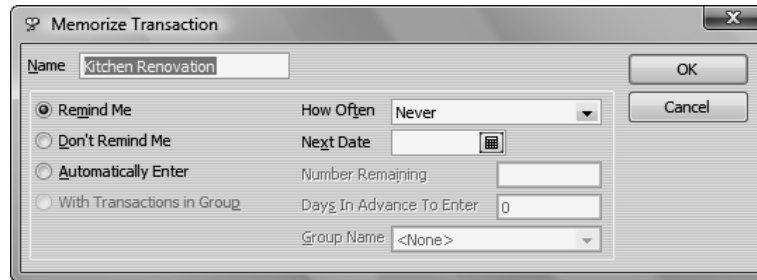 Memorize Transaction
Name Kitchen Renovation
OK
Cancel
Remind Me
How Often Never
Don't Remind Me
Next Date
Automatically Enter
Number Remaining
With Transactions in Group
Days In Advance To Enter 0
Group Name <None>